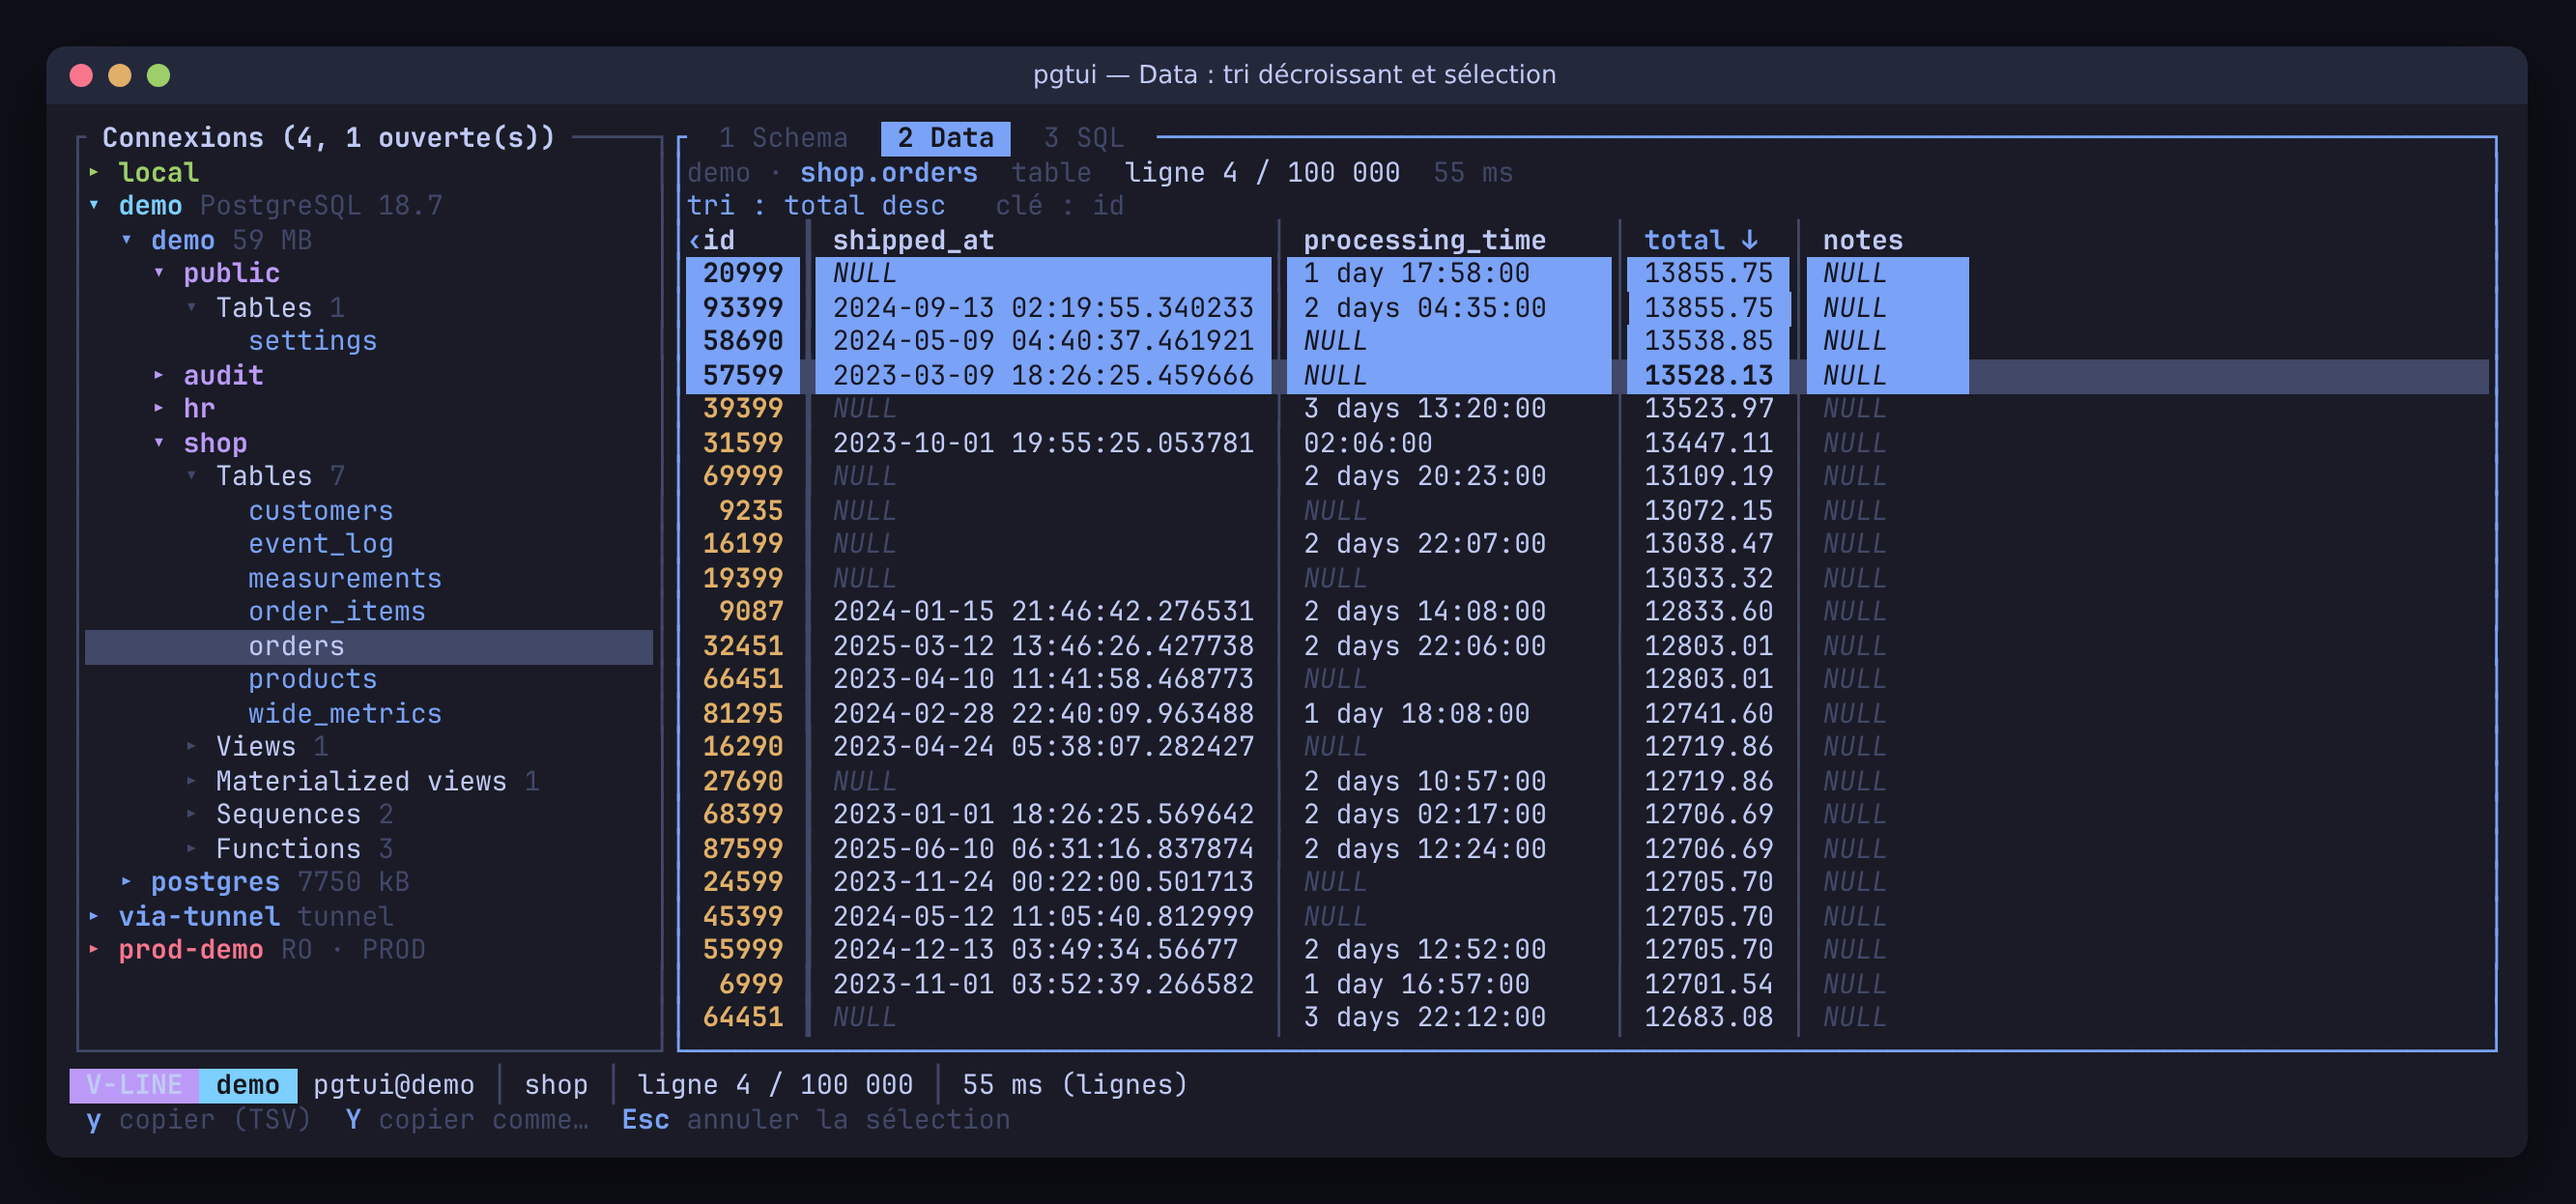 pgtui — Data : tri décroissant et sélection
Connexions (4, 1 ouverte(s))
▸ local
▾ demo PostgreSQL 18.7
▾ demo 59 MB
▾ public
▾ Tables 1
settings
▸ audit
▸ hr
▾ shop
▾ Tables 7
customers
event_log
measurements
order_items
orders
products
wide_metrics
▸ Views 1
▸ Materialized views 1
▸ Sequences 2
▸ Functions 3
▸ postgres 7750 kB
▸ via-tunnel tunnel
▸ prod-demo RO · PROD
1 Schema 2 Data 3 SQL
demo · shop.orders table ligne 4 / 100 000 55 ms
tri : total desc clé : id
‹id shipped_at processing_time total ↓ notes
20999 NULL 1 day 17:58:00 13855.75 NULL
93399 2024-09-13 02:19:55.340233 2 days 04:35:00 13855.75 NULL
58690 2024-05-09 04:40:37.461921 NULL 13538.85 NULL
57599 2023-03-09 18:26:25.459666 NULL 13528.13 NULL
39399 NULL 3 days 13:20:00 13523.97 NULL
31599 2023-10-01 19:55:25.053781 02:06:00 13447.11 NULL
69999 NULL 2 days 20:23:00 13109.19 NULL
9235 NULL NULL 13072.15 NULL
16199 NULL 2 days 22:07:00 13038.47 NULL
19399 NULL NULL 13033.32 NULL
9087 2024-01-15 21:46:42.276531 2 days 14:08:00 12833.60 NULL
32451 2025-03-12 13:46:26.427738 2 days 22:06:00 12803.01 NULL
66451 2023-04-10 11:41:58.468773 NULL 12803.01 NULL
81295 2024-02-28 22:40:09.963488 1 day 18:08:00 12741.60 NULL
16290 2023-04-24 05:38:07.282427 NULL 12719.86 NULL
27690 NULL 2 days 10:57:00 12719.86 NULL
68399 2023-01-01 18:26:25.569642 2 days 02:17:00 12706.69 NULL
87599 2025-06-10 06:31:16.837874 2 days 12:24:00 12706.69 NULL
24599 2023-11-24 00:22:00.501713 NULL 12705.70 NULL
45399 2024-05-12 11:05:40.812999 NULL 12705.70 NULL
55999 2024-12-13 03:49:34.56677 2 days 12:52:00 12705.70 NULL
6999 2023-11-01 03:52:39.266582 1 day 16:57:00 12701.54 NULL
64451 NULL 3 days 22:12:00 12683.08 NULL
V-LINE demo pgtui@demo │ shop │ ligne 4 / 100 000 │ 55 ms (lignes)
y copier (TSV) Y copier comme… Esc annuler la sélection